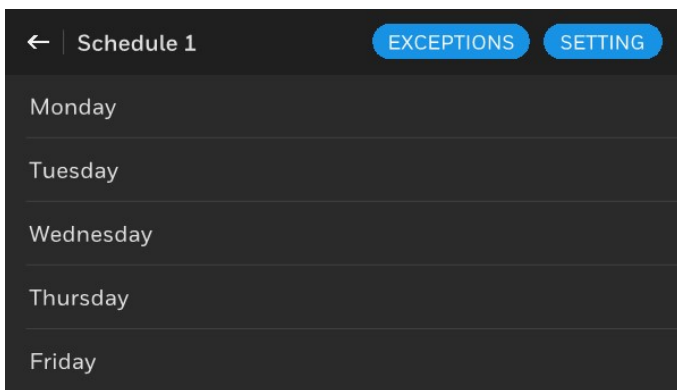 ← Schedule 1 EXCEPTIONS SETTING
Monday
Tuesday
Wednesday
Thursday
Friday